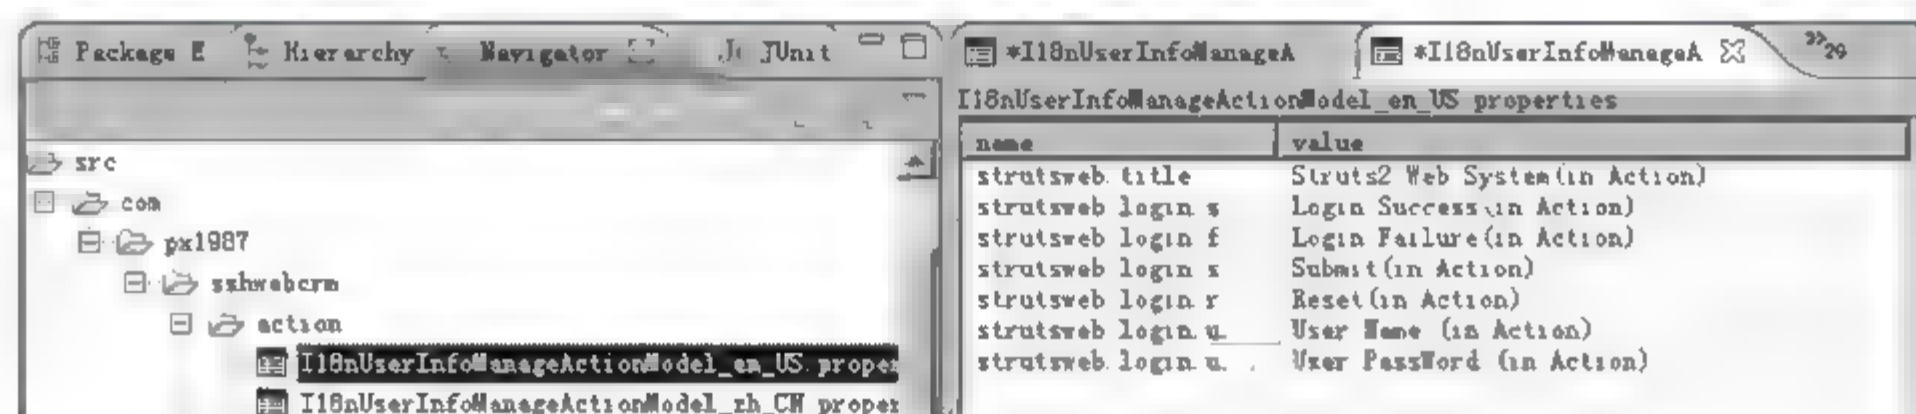 Package E Hierarchy Navigator JUnit
src
com
px1987
sshwebcrm
action
I18nUserInfoManageActionModel_en_US.proper
I18nUserInfoManageActionModel_zh_CN.proper
*I18nUserInfoManageA *I18nUserInfoManageA »29
I18nUserInfoManageActionModel_en_US.properties
name value
strutsweb.title Struts2 Web System(in Action)
strutsweb.login.s Login Success(in Action)
strutsweb.login.f Login Failure(in Action)
strutsweb.login.s Submit(in Action)
strutsweb.login.r Reset(in Action)
strutsweb.login.u User Name (in Action)
strutsweb.login.u User PassWord (in Action)